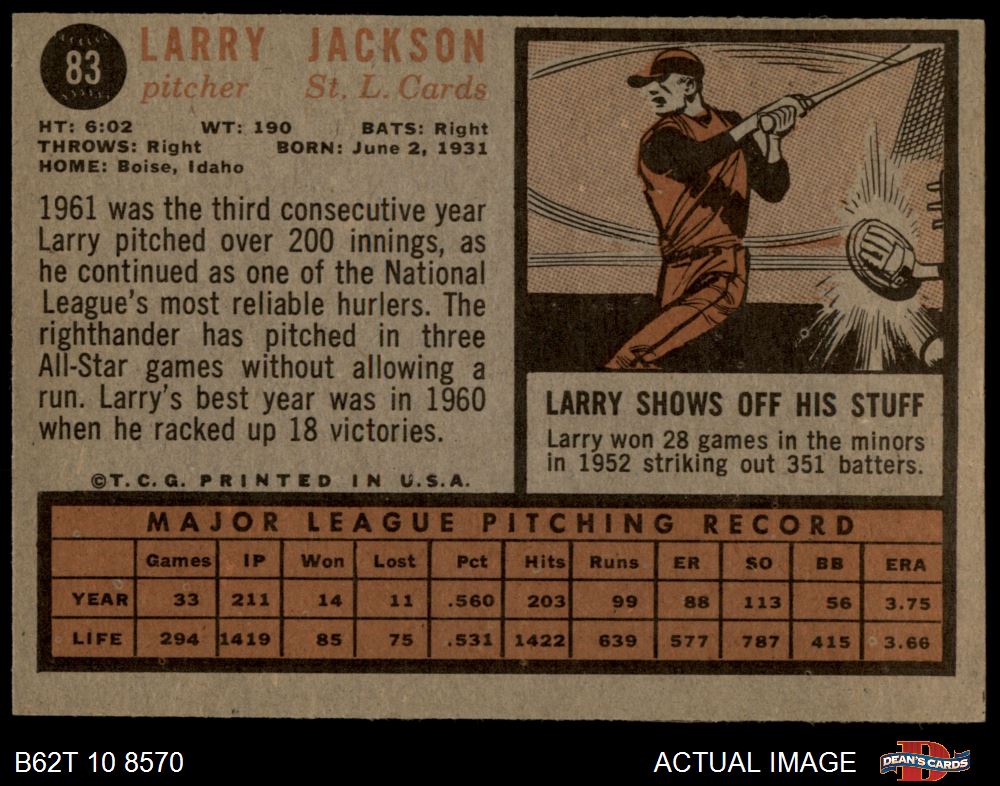 83
LARRY JACKSON
pitcher St. L. Cards
HT: 6:02 WT: 190 BATS: Right
THROWS: Right BORN: June 2, 1931
HOME: Boise, Idaho
1961 was the third consecutive year
Larry pitched over 200 innings, as
he continued as one of the National
League's most reliable hurlers. The
righthander has pitched in three
All-Star games without allowing a
run. Larry's best year was in 1960
when he racked up 18 victories.
©T.C.G. PRINTED IN U.S.A.
LARRY SHOWS OFF HIS STUFF
Larry won 28 games in the minors
in 1952 striking out 351 batters.
MAJOR LEAGUE PITCHING RECORD
Games IP Won Lost Pct Hits Runs ER SO BB ERA
YEAR 33 211 14 11 .560 203 99 88 113 56 3.75
LIFE 294 1419 85 75 .531 1422 639 577 787 415 3.66
B62T 10 8570 ACTUAL IMAGE DEAN'S CARDS